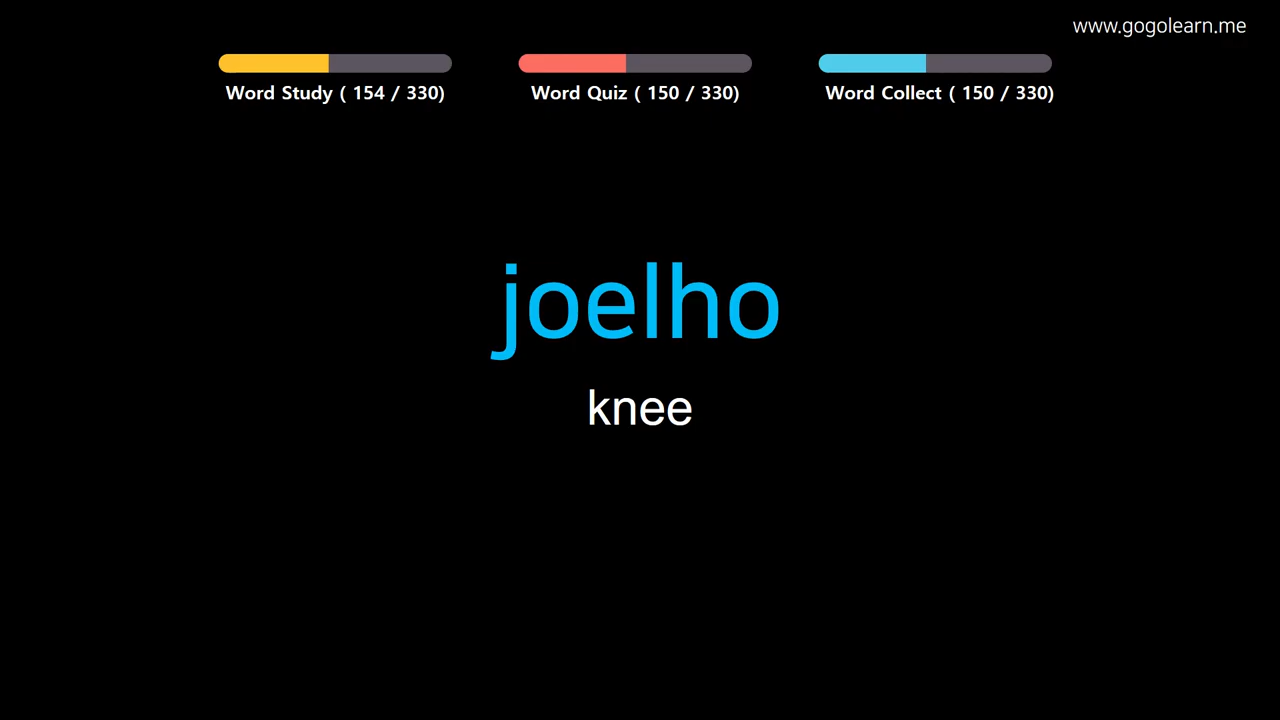 www.gogolearn.me
Word Study ( 154 / 330)
Word Quiz ( 150 / 330)
Word Collect ( 150 / 330)
joelho
knee